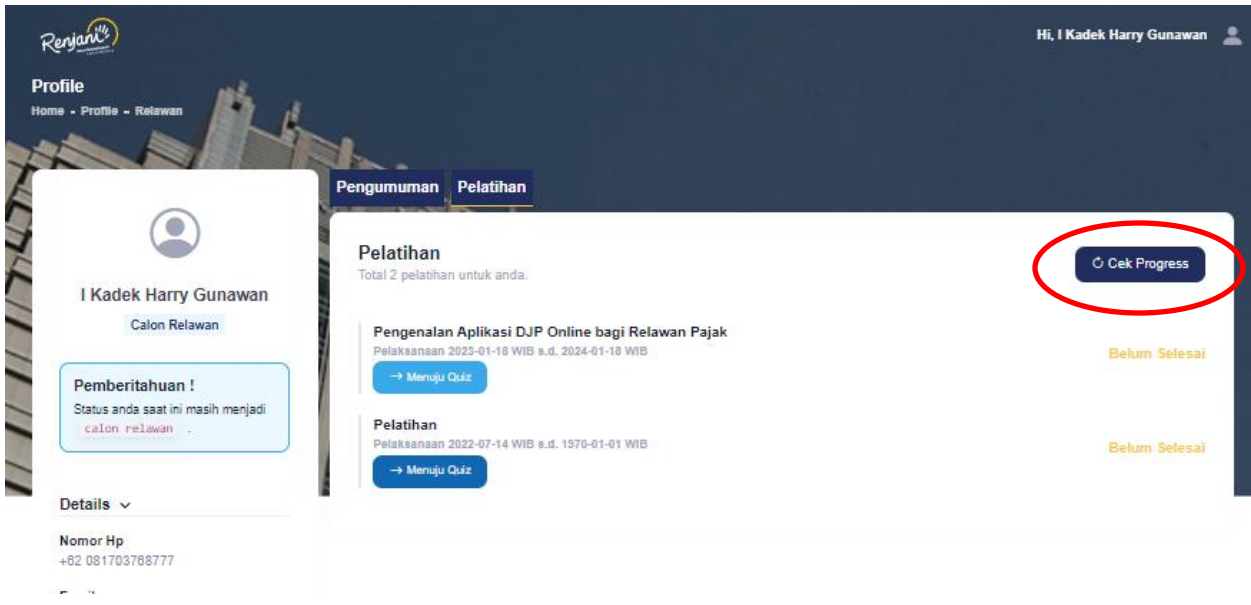 Renjani
Hi, I Kadek Harry Gunawan
Profile
Home - Profile - Relawan
Pengumuman
Pelatihan
I Kadek Harry Gunawan
Calon Relawan
Pemberitahuan !
Status anda saat ini masih menjadi
calon relawan .
Details
Nomor Hp
+62 081703768777
Pelatihan
Total 2 pelatihan untuk anda.
Cek Progress
Pengenalan Aplikasi DJP Online bagi Relawan Pajak
Pelaksanaan 2023-01-18 WIB s.d. 2024-01-18 WIB
→ Menuju Quiz
Belum Selesai
Pelatihan
Pelaksanaan 2022-07-14 WIB s.d. 1970-01-01 WIB
→ Menuju Quiz
Belum Selesai